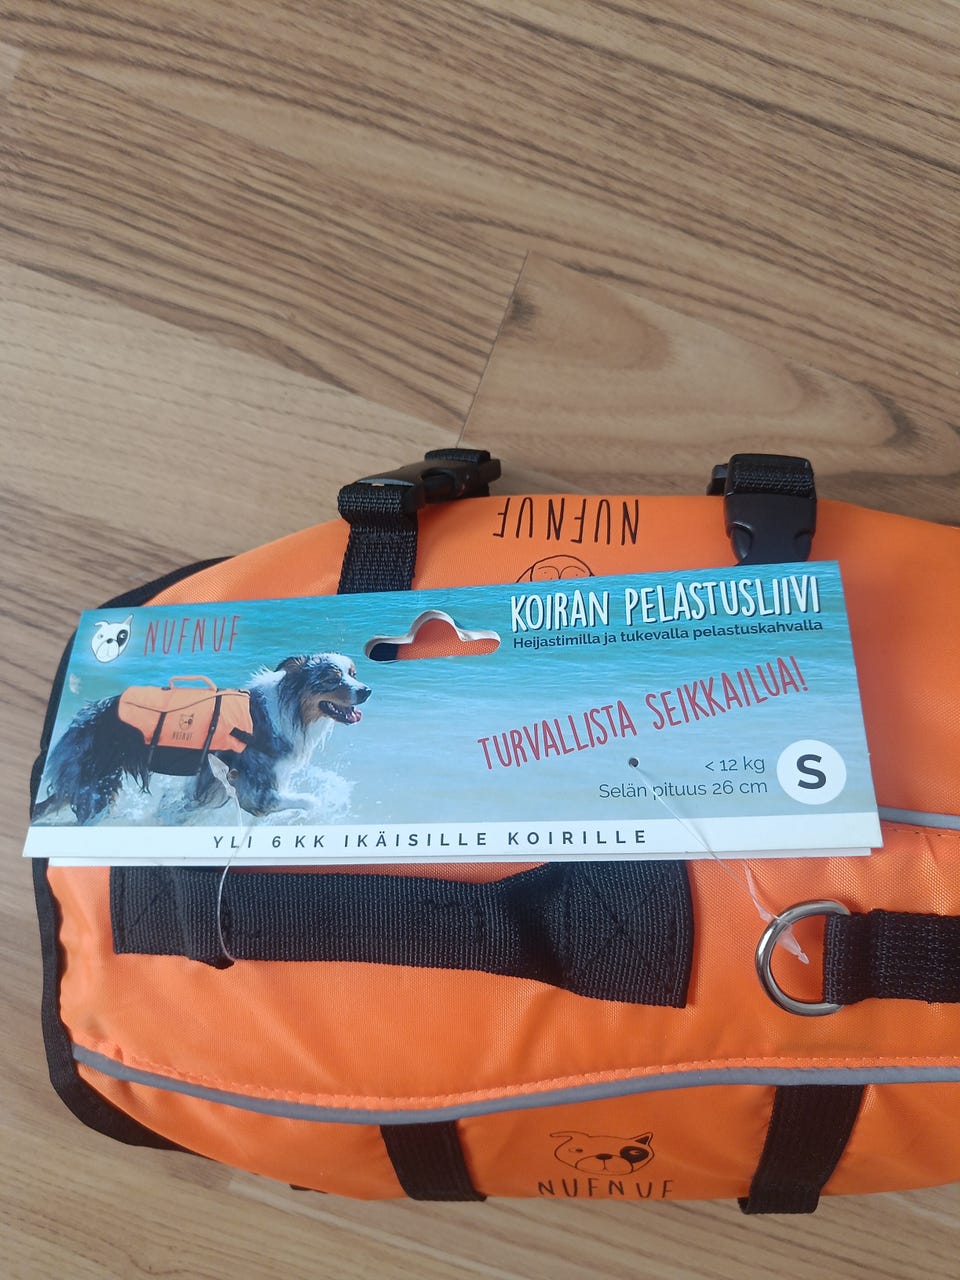 NUFNUF
NUFNUF
KOIRAN PELASTUSLIIVI
Heijastimilla ja tukevalla pelastuskahvalla
TURVALLISTA SEIKKAILUA!
NUFNUF
< 12 kg
Selän pituus 26 cm
S
YLI 6 KK IKÄISILLE KOIRILLE
NUFNUF